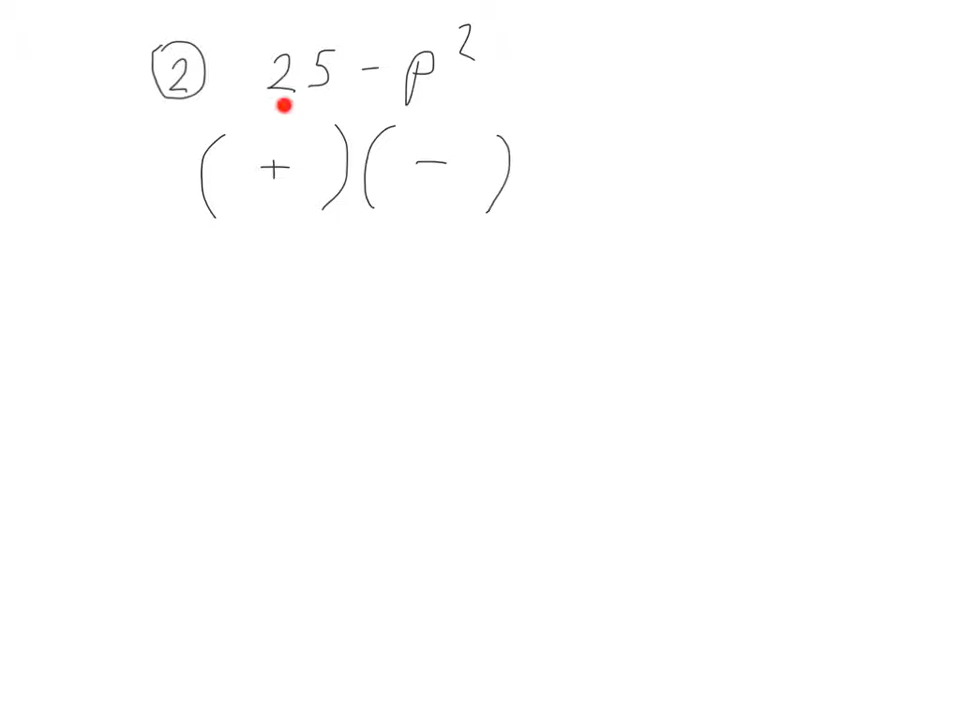 ② 25 - p²
( + )( - )